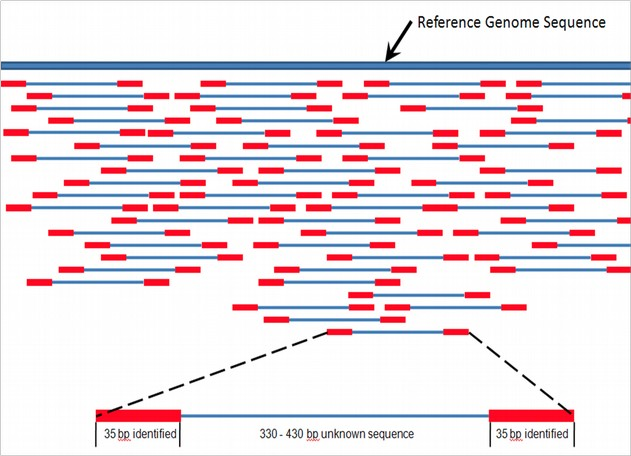 Reference Genome Sequence
35 bp identified
330 - 430 bp unknown sequence
35 bp identified